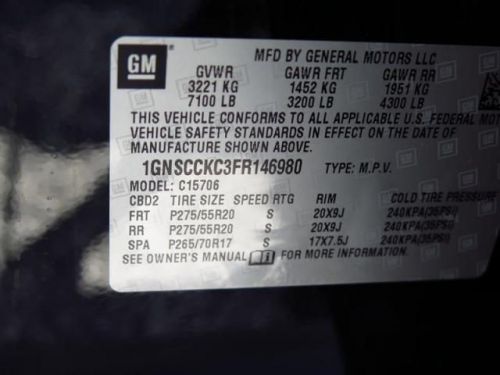 GM
MFD BY GENERAL MOTORS LLC
GVWR GAWR FRT GAWR RR
3221 KG 1452 KG 1951 KG
7100 LB 3200 LB 4300 LB
THIS VEHICLE CONFORMS TO ALL APPLICABLE U.S. FEDERAL MOT
VEHICLE SAFETY STANDARDS IN EFFECT ON THE DATE OF
MANUFACTURE SHOWN ABOVE.
1GNSCCKC3FR146980 TYPE: M.P.V.
MODEL: C15706
CBD2 TIRE SIZE SPEED RTG RIM COLD TIRE PRESSUR
FRT P275/55R20 S 20X9J 240KPA(35PSI)
RR P275/55R20 S 20X9J 240KPA(35PSI)
SPA P265/70R17 S 17X7.5J 240KPA(35PSI)
SEE OWNER'S MANUAL FOR MORE INFORMATION.